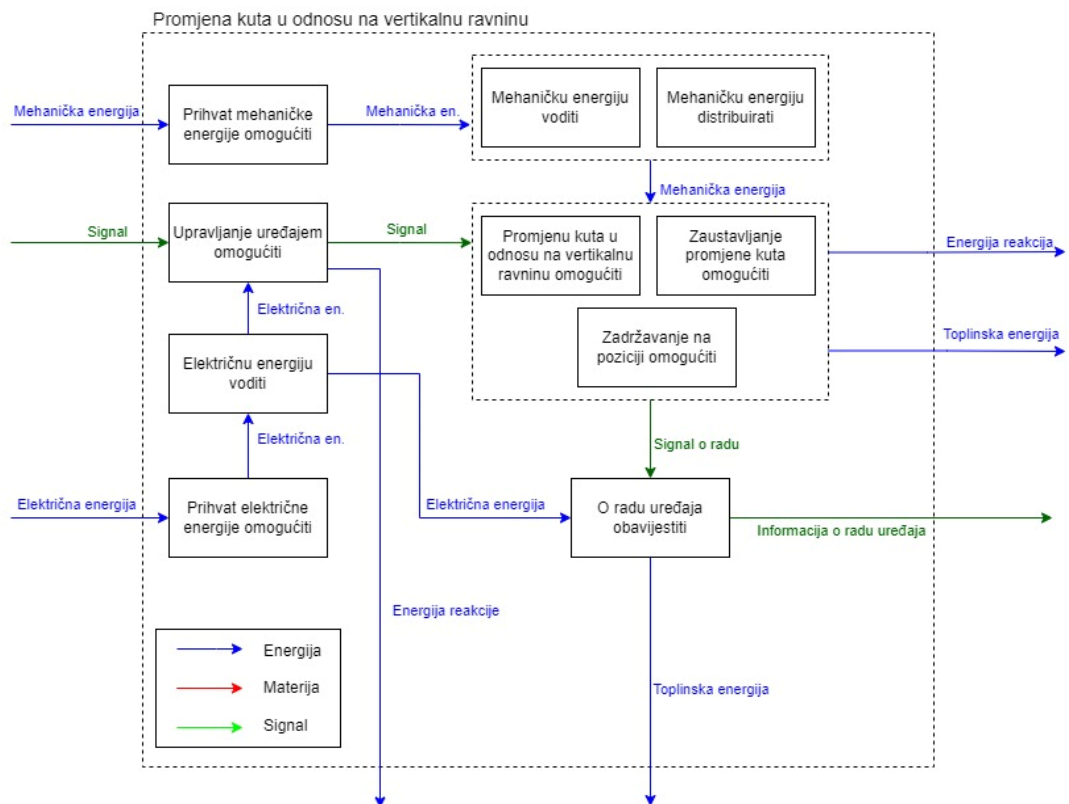 Promjena kuta u odnosu na vertikalnu ravninu
Mehanička energija
Prihvat mehaničke
energije omogućiti
Mehanička en.
Mehaničku energiju
voditi
Mehaničku energiju
distribuirati
Mehanička energija
Signal
Upravljanje uređajem
omogućiti
Signal
Promjenu kuta u
odnosu na vertikalnu
ravninu omogućiti
Zaustavljanje
promjene kuta
omogućiti
Energija reakcija
Električna en.
Zadržavanje na
poziciji omogućiti
Toplinska energija
Električnu energiju
voditi
Električna en.
Signal o radu
Električna energija
Prihvat električne
energije omogućiti
Električna energija
O radu uređaja
obavijestiti
Informacija o radu uređaja
Energija reakcije
Energija
Materija
Signal
Toplinska energija